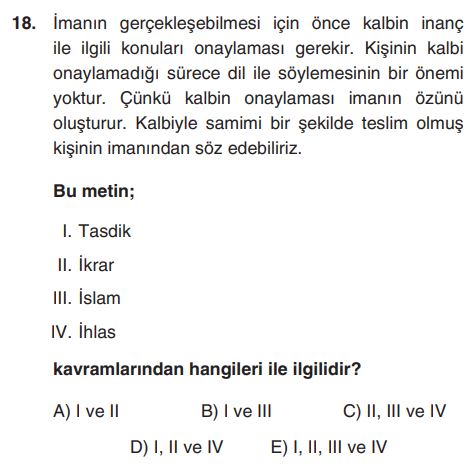 18. İmanın gerçekleşebilmesi için önce kalbin inanç
ile ilgili konuları onaylaması gerekir. Kişinin kalbi
onaylamadığı sürece dil ile söylemesinin bir önemi
yoktur. Çünkü kalbin onaylaması imanın özünü
oluşturur. Kalbiyle samimi bir şekilde teslim olmuş
kişinin imanından söz edebiliriz.
Bu metin;
I. Tasdik
II. İkrar
III. İslam
IV. İhlas
kavramlarından hangileri ile ilgilidir?
A) I ve II B) I ve III C) II, III ve IV
D) I, II ve IV E) I, II, III ve IV